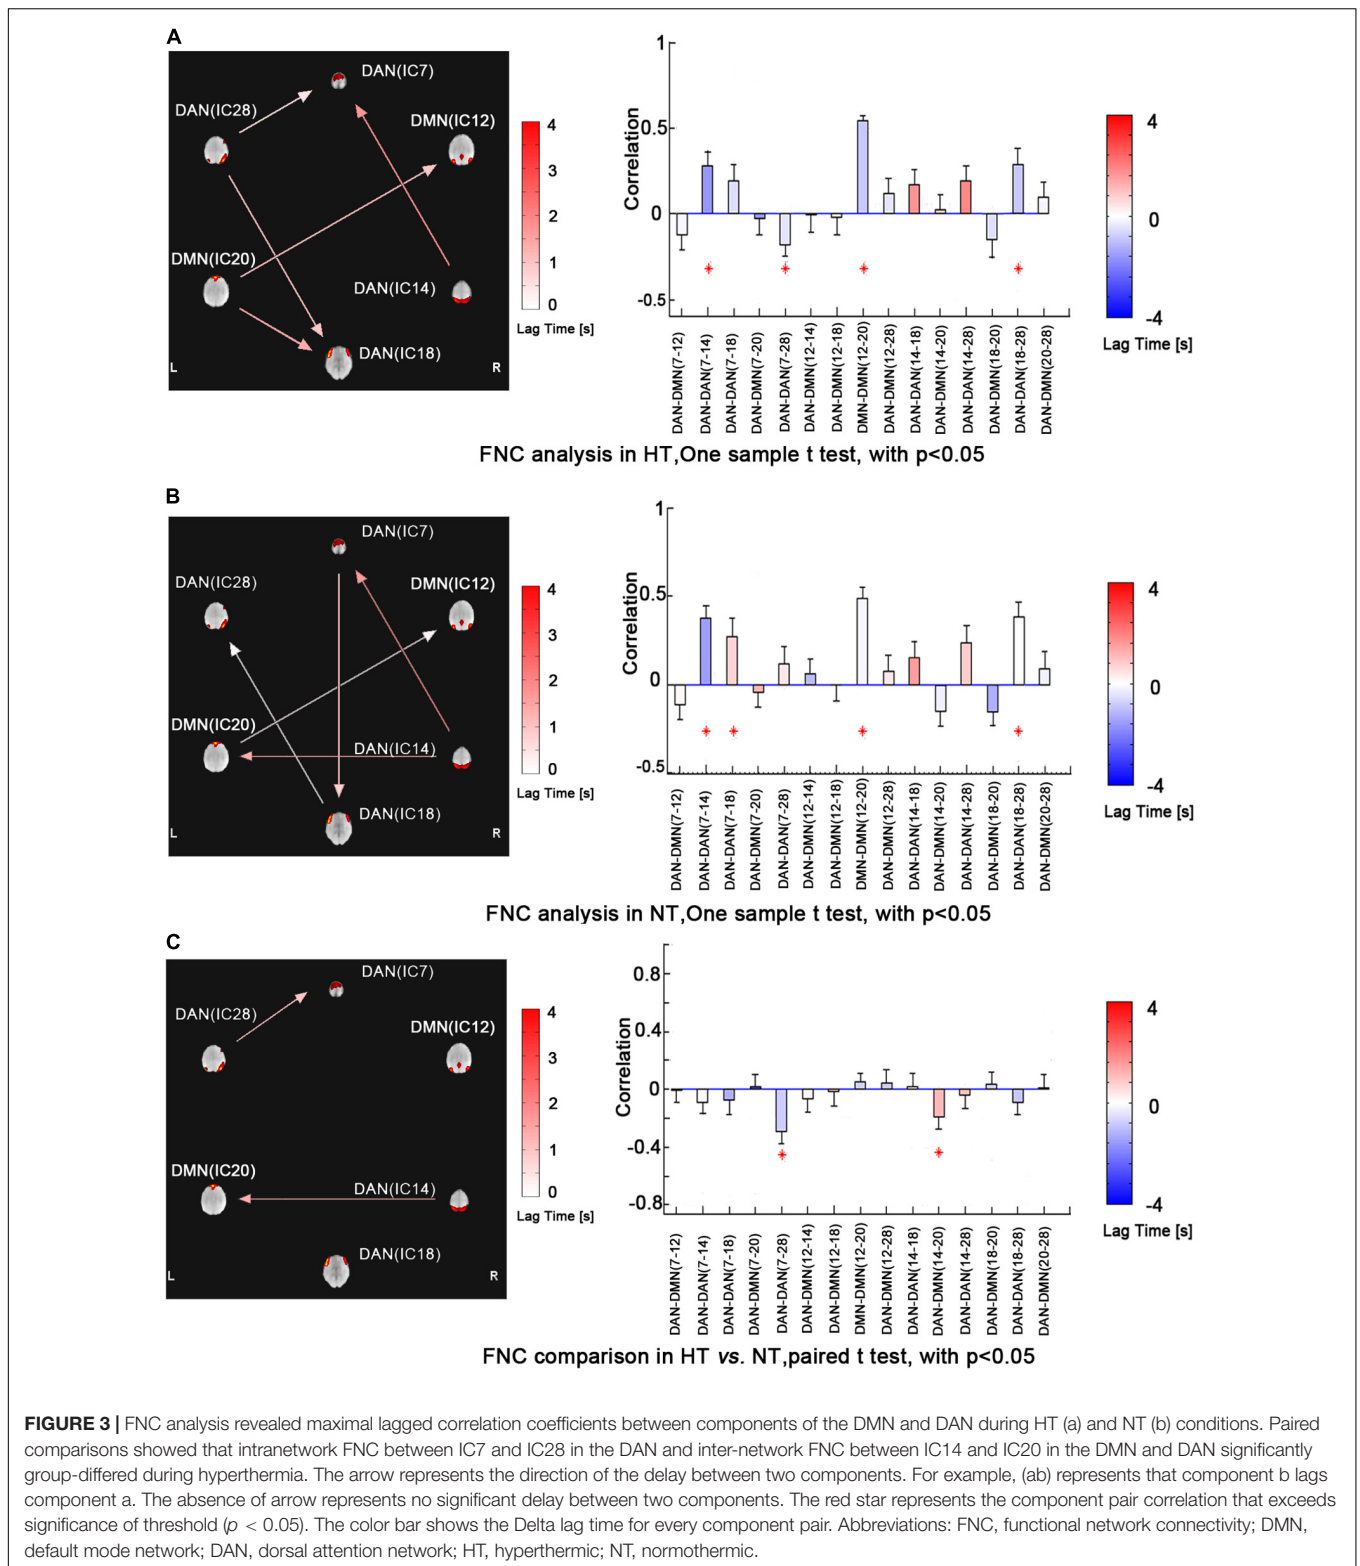 A
DAN(IC7)
DAN(IC28)
DMN(IC12)
DMN(IC20)
DAN(IC14)
DAN(IC18)
L
R
4
3
2
1
0
Lag Time [s]
1
0.5
0
-0.5
Correlation
DAN-DMN(7-12)
DAN-DAN(7-14)
DAN-DAN(7-18)
DAN-DMN(7-20)
DAN-DAN(7-28)
DAN-DMN(12-14)
DAN-DMN(12-18)
DMN-DMN(12-20)
DAN-DMN(12-28)
DAN-DAN(14-18)
DAN-DMN(14-20)
DAN-DAN(14-28)
DAN-DMN(18-20)
DAN-DAN(18-28)
DAN-DMN(20-28)
4
2
0
-2
-4
Lag Time [s]
FNC analysis in HT,One sample t test, with p<0.05
B
DAN(IC7)
DAN(IC28)
DMN(IC12)
DMN(IC20)
DAN(IC14)
DAN(IC18)
L
R
4
3
2
1
0
Lag Time [s]
1
0.5
0
-0.5
Correlation
DAN-DMN(7-12)
DAN-DAN(7-14)
DAN-DAN(7-18)
DAN-DMN(7-20)
DAN-DAN(7-28)
DAN-DMN(12-14)
DAN-DMN(12-18)
DMN-DMN(12-20)
DAN-DMN(12-28)
DAN-DAN(14-18)
DAN-DMN(14-20)
DAN-DAN(14-28)
DAN-DMN(18-20)
DAN-DAN(18-28)
DAN-DMN(20-28)
4
2
0
-2
-4
Lag Time [s]
FNC analysis in NT,One sample t test, with p<0.05
C
DAN(IC7)
DAN(IC28)
DMN(IC12)
DMN(IC20)
DAN(IC14)
DAN(IC18)
L
R
4
3
2
1
0
Lag Time [s]
0.8
0.4
0
-0.4
-0.8
Correlation
DAN-DMN(7-12)
DAN-DAN(7-14)
DAN-DAN(7-18)
DAN-DMN(7-20)
DAN-DAN(7-28)
DAN-DMN(12-14)
DAN-DMN(12-18)
DMN-DMN(12-20)
DAN-DMN(12-28)
DAN-DAN(14-18)
DAN-DMN(14-20)
DAN-DAN(14-28)
DAN-DMN(18-20)
DAN-DAN(18-28)
DAN-DMN(20-28)
4
2
0
-2
-4
Lag Time [s]
FNC comparison in HT vs. NT,paired t test, with p<0.05
FIGURE 3 | FNC analysis revealed maximal lagged correlation coefficients between components of the DMN and DAN during HT (a) and NT (b) conditions. Paired
comparisons showed that intranetwork FNC between IC7 and IC28 in the DAN and inter-network FNC between IC14 and IC20 in the DMN and DAN significantly
group-differed during hyperthermia. The arrow represents the direction of the delay between two components. For example, (ab) represents that component b lags
component a. The absence of arrow represents no significant delay between two components. The red star represents the component pair correlation that exceeds
significance of threshold (p < 0.05). The color bar shows the Delta lag time for every component pair. Abbreviations: FNC, functional network connectivity; DMN,
default mode network; DAN, dorsal attention network; HT, hyperthermic; NT, normothermic.